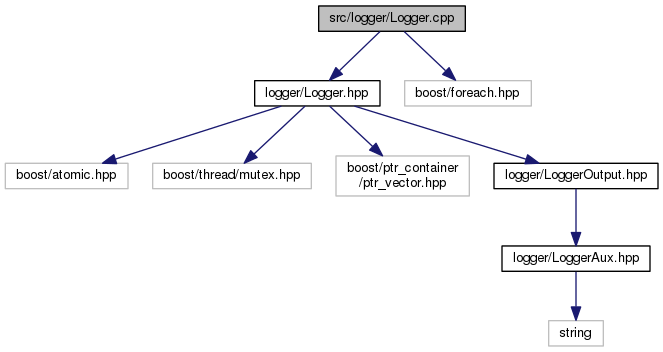 src/logger/Logger.cpp
logger/Logger.hpp
boost/foreach.hpp
boost/atomic.hpp
boost/thread/mutex.hpp
boost/ptr_container
/ptr_vector.hpp
logger/LoggerOutput.hpp
logger/LoggerAux.hpp
string